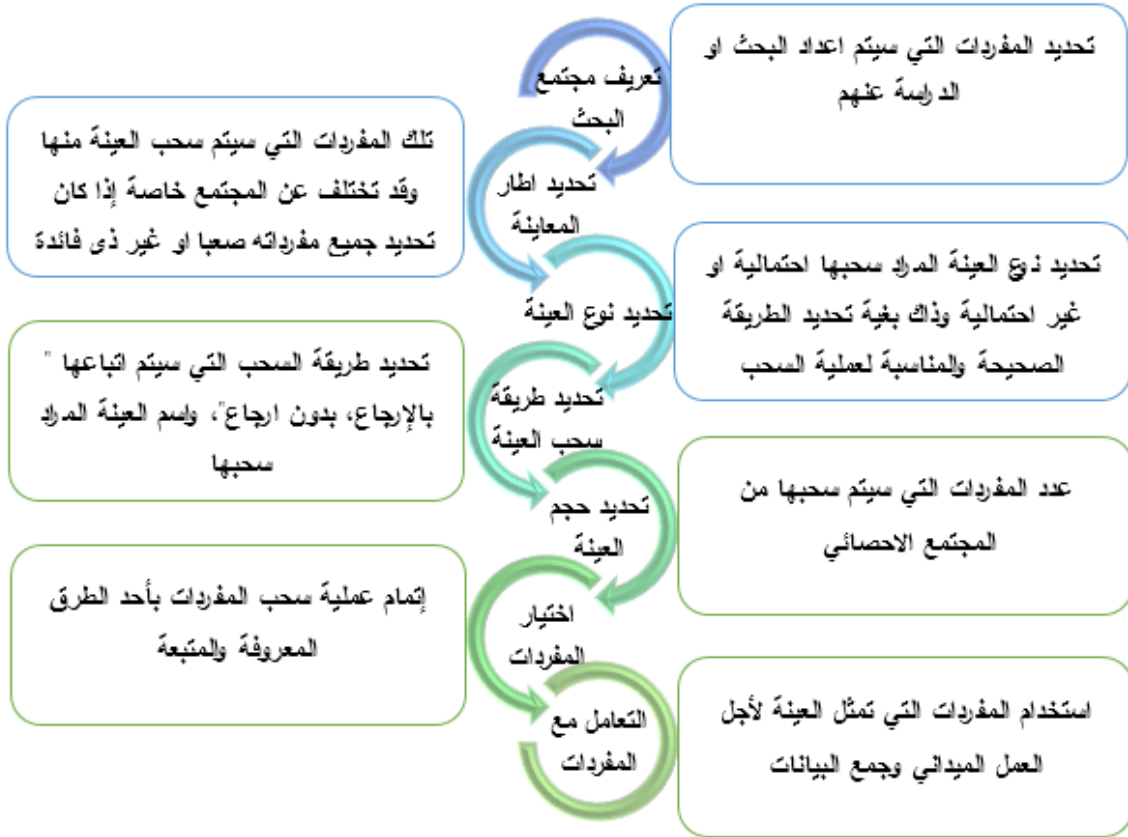 تعريف مجتمع
البحث
تحديد المفردات التي سيتم اعداد البحث او
الدراسة عنهم
تحديد اطار
المعاينة
تلك المفردات التي سيتم سحب العينة منها
وقد تختلف عن المجتمع خاصة إذا كان
تحديد جميع مفرداته صعبا او غير ذى فائدة
تحديد نوع العينة
تحديد نوع العينة المراد سحبها احتمالية او
غير احتمالية وذاك بغية تحديد الطريقة
الصحيحة والمناسبة لعملية السحب
تحديد طريقة
سحب العينة
تحديد طريقة السحب التي سيتم اتباعها "
بالإرجاع، بدون ارجاع"، واسم العينة المراد
سحبها
تحديد حجم
العينة
عدد المفردات التي سيتم سحبها من
المجتمع الاحصائي
اختيار
المفردات
إتمام عملية سحب المفردات بأحد الطرق
المعروفة والمتبعة
التعامل مع
المفردات
استخدام المفردات التي تمثل العينة لأجل
العمل الميداني وجمع البيانات